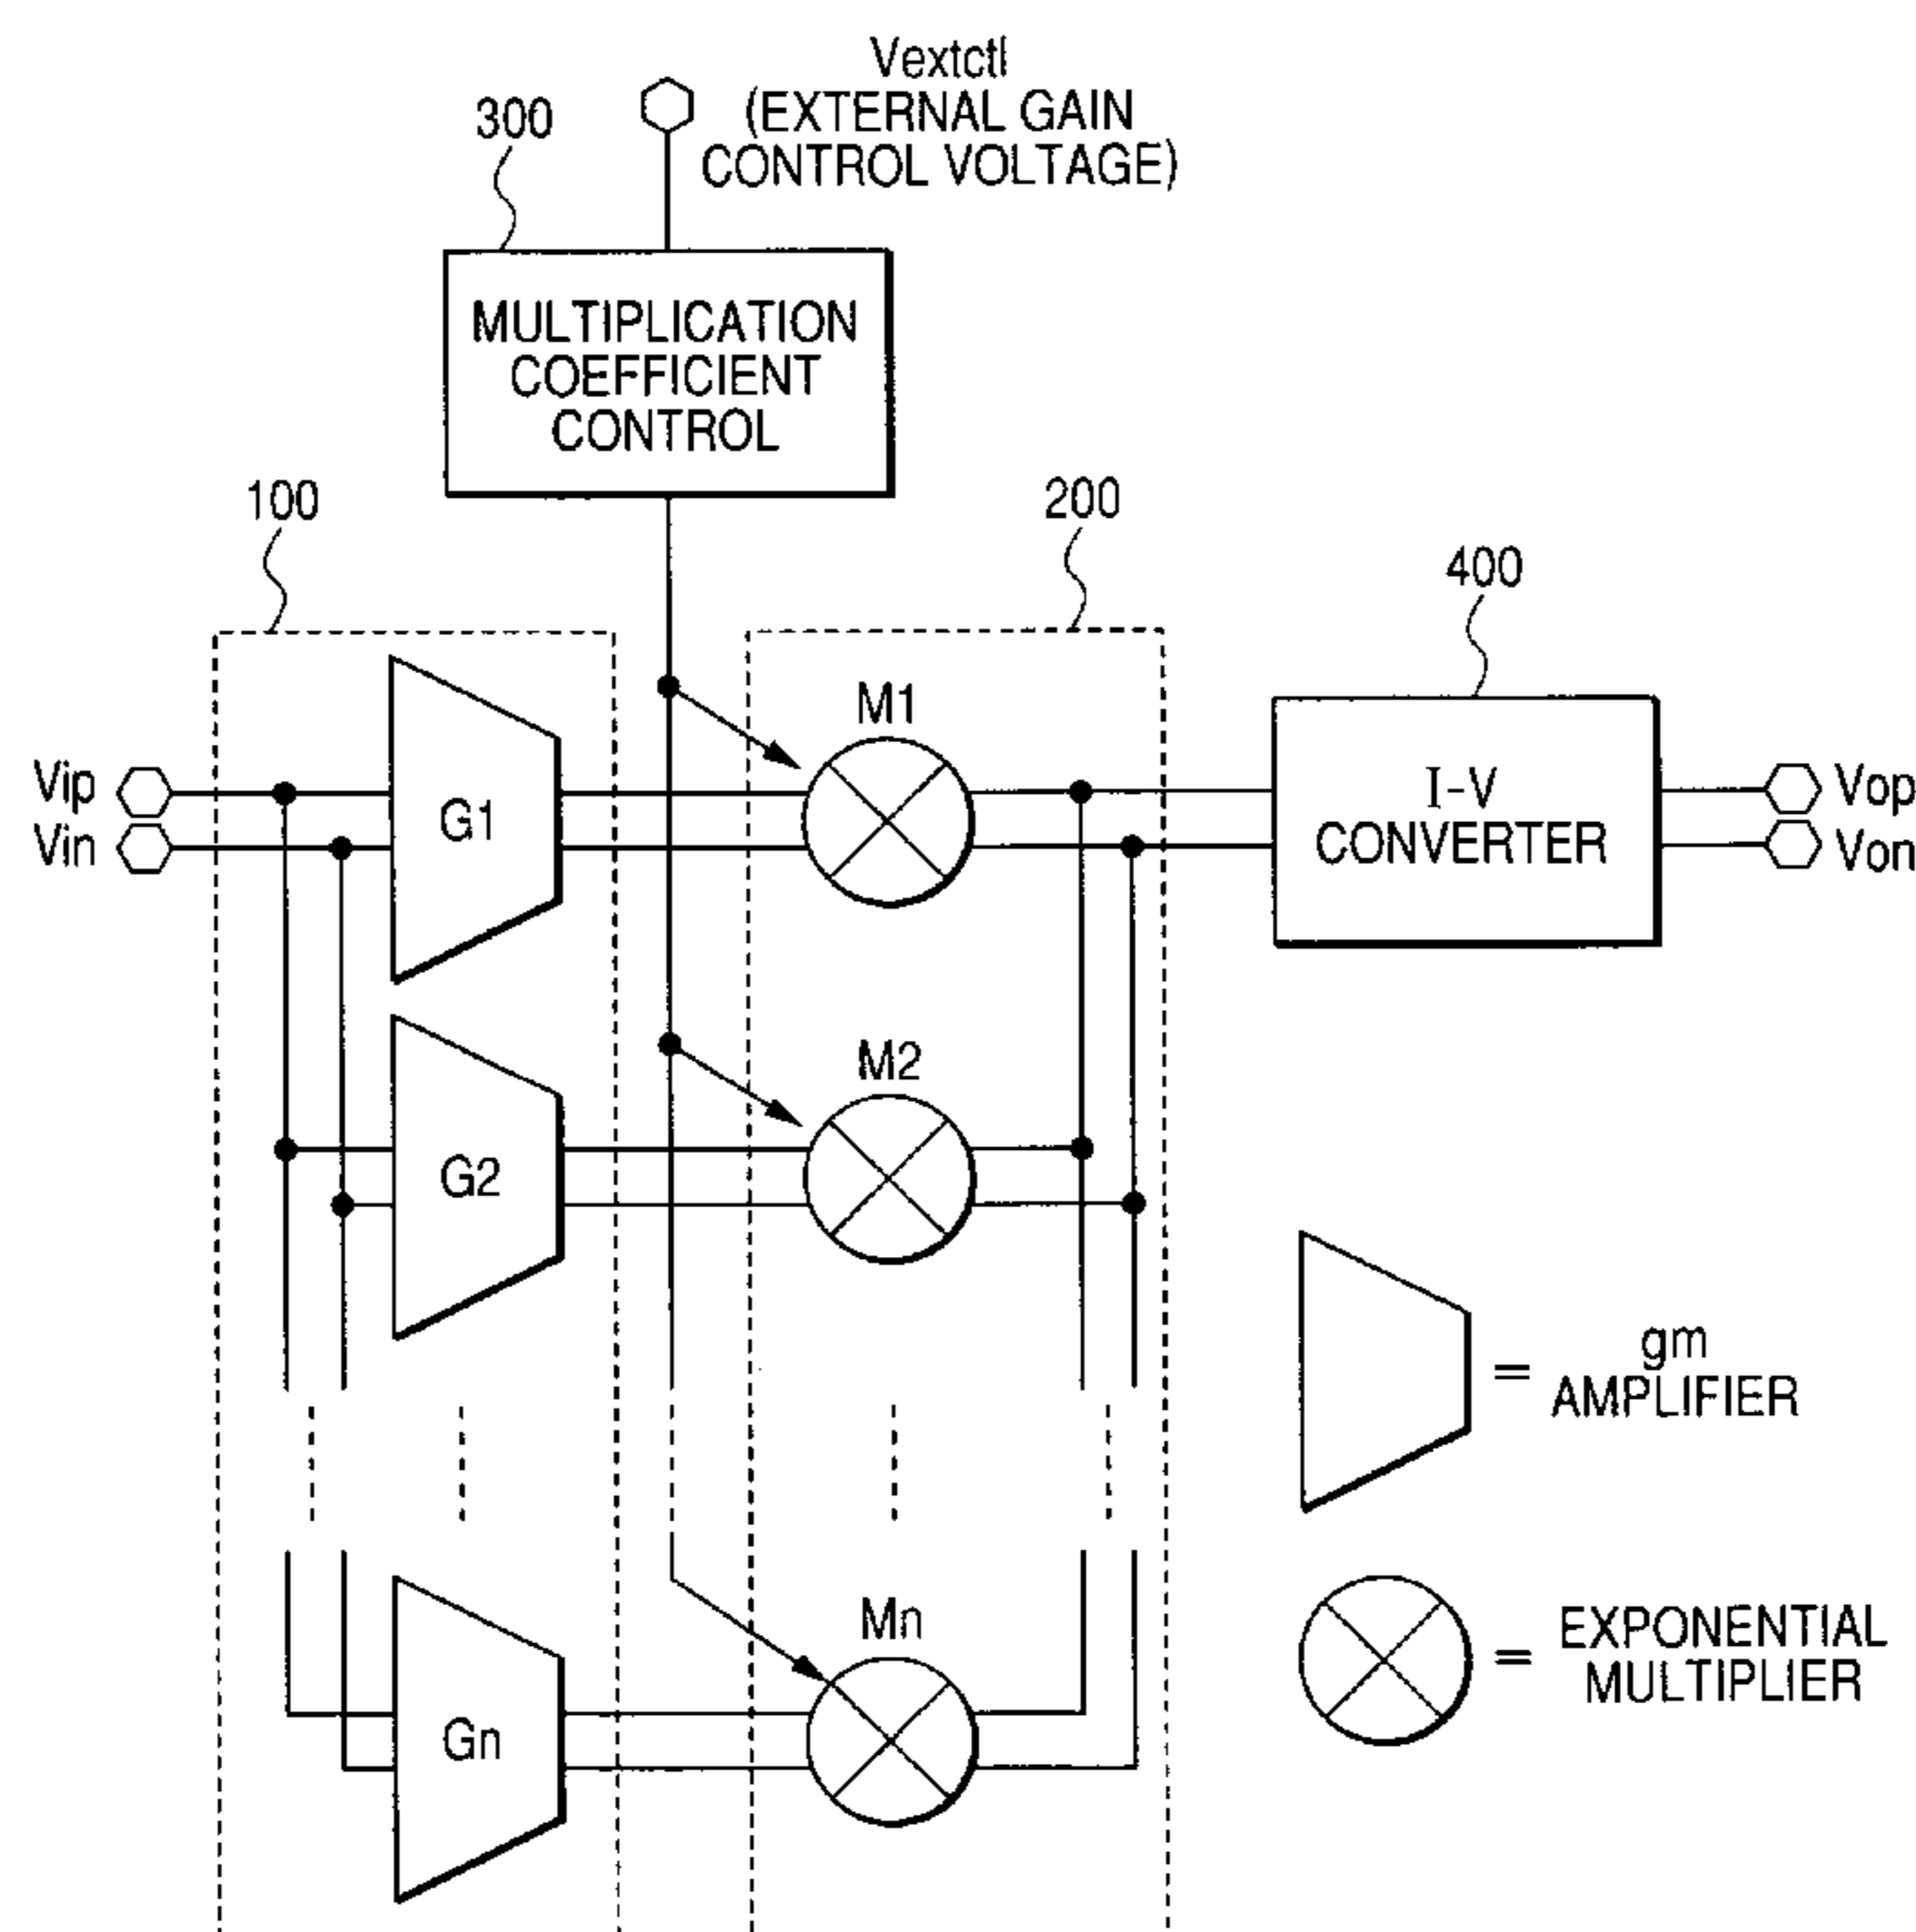 Vextctl
(EXTERNAL GAIN
CONTROL VOLTAGE)
300
MULTIPLICATION
COEFFICIENT
CONTROL
100
200
400
M1
Vip
Vin
G1
I-V
CONVERTER
Vop
Von
M2
G2
= gm
AMPLIFIER
Mn
Gn
= EXPONENTIAL
MULTIPLIER